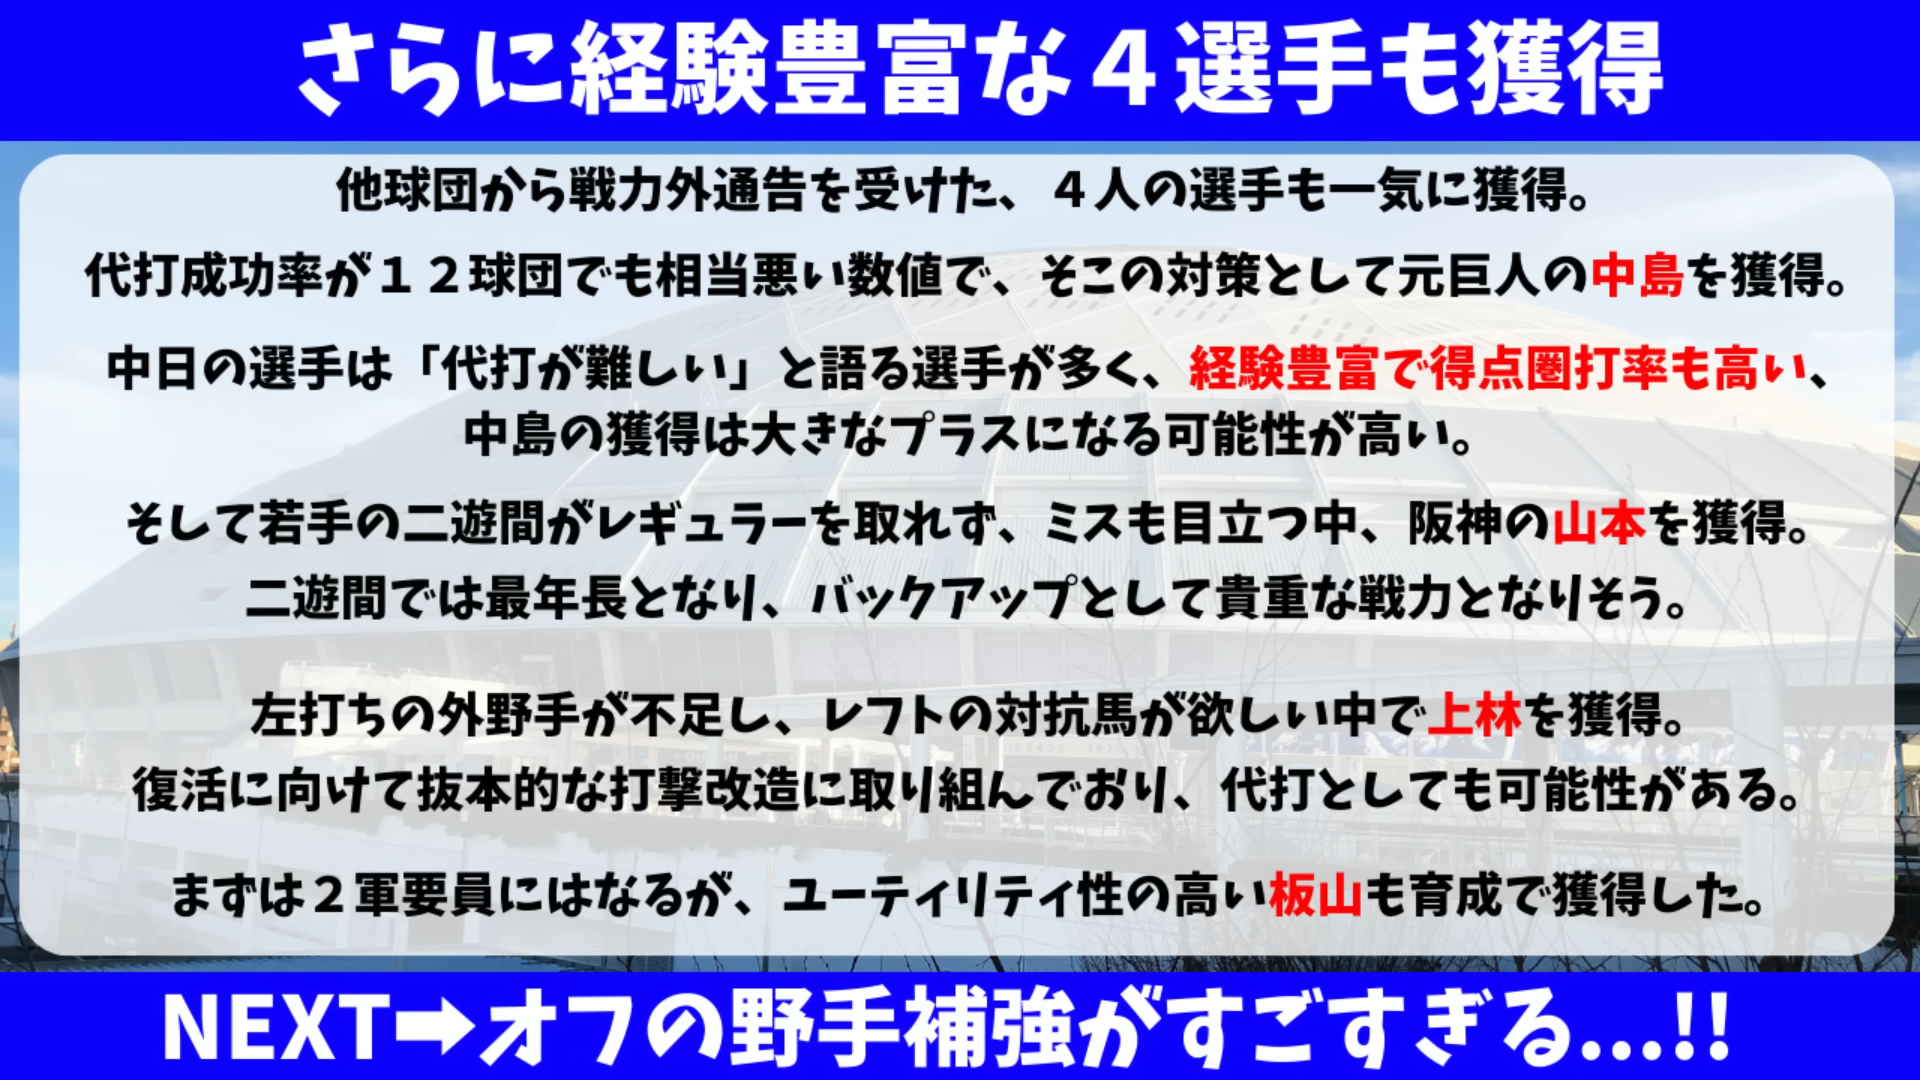 さらに経験豊富な４選手も獲得
他球団から戦力外通告を受けた、４人の選手も一気に獲得。
代打成功率が１２球団でも相当悪い数値で、そこの対策として元巨人の中島を獲得。
中日の選手は「代打が難しい」と語る選手が多く、経験豊富で得点圏打率も高い、
中島の獲得は大きなプラスになる可能性が高い。
そして若手の二遊間がレギュラーを取れず、ミスも目立つ中、阪神の山本を獲得。
二遊間では最年長となり、バックアップとして貴重な戦力となりそう。
左打ちの外野手が不足し、レフトの対抗馬が欲しい中で上林を獲得。
復活に向けて抜本的な打撃改造に取り組んでおり、代打としても可能性がある。
まずは２軍要員にはなるが、ユーティリティ性の高い板山も育成で獲得した。
NEXT➡オフの野手補強がすごすぎる...!!